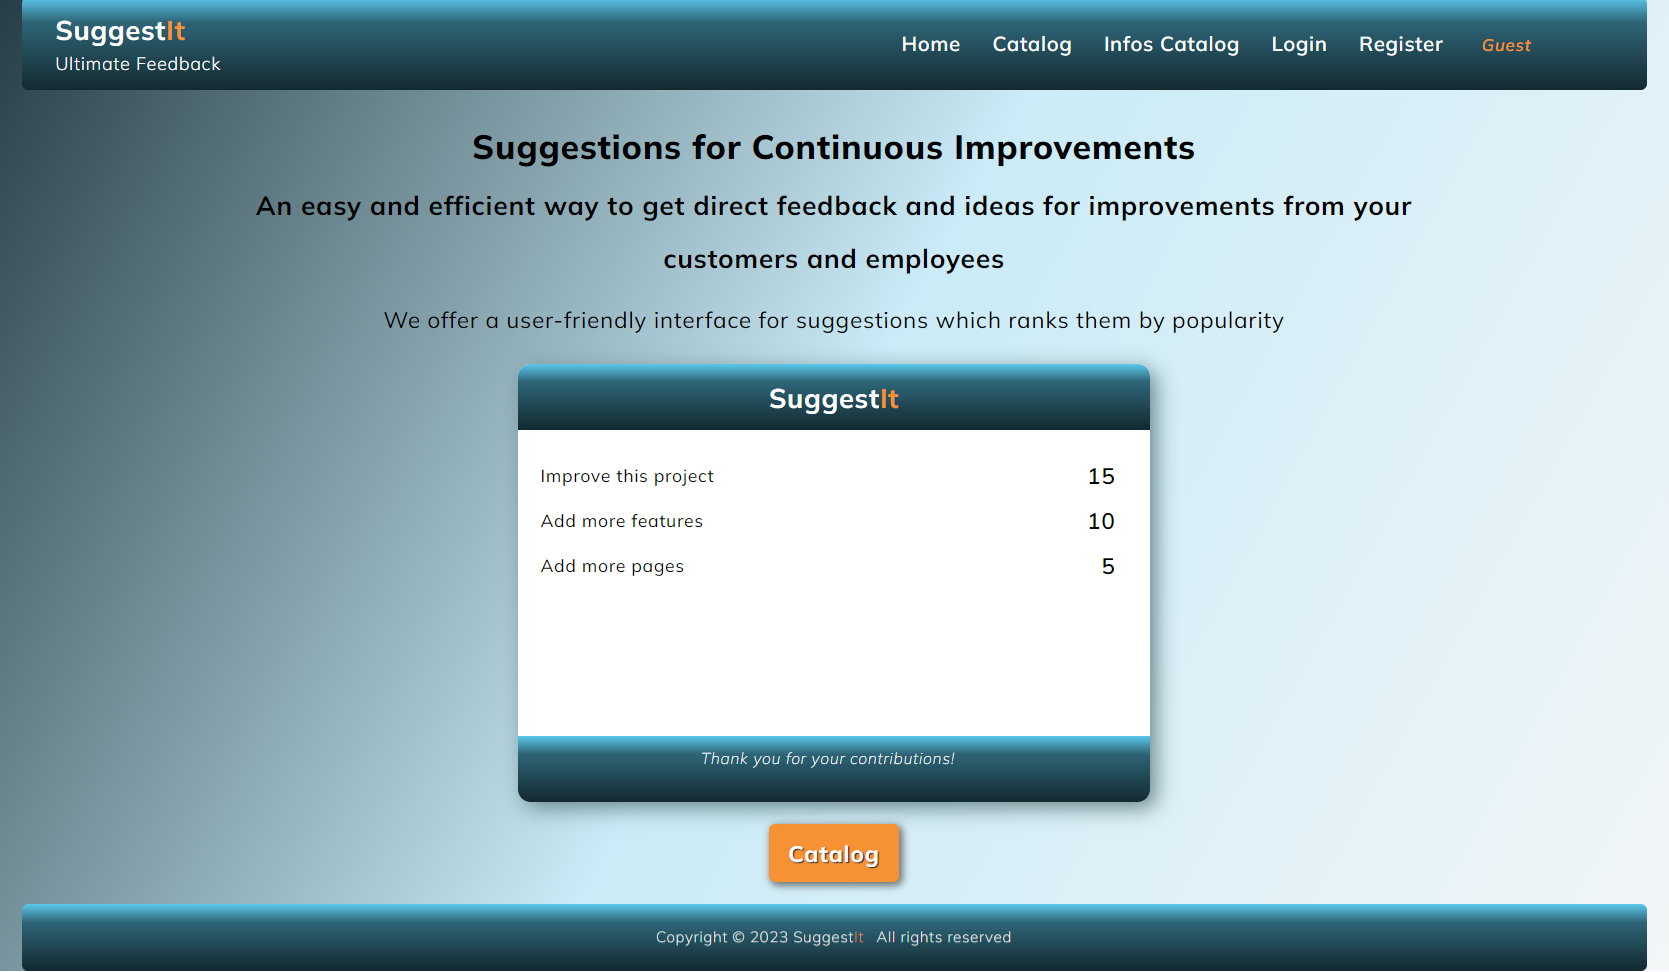 SuggestIt
Ultimate Feedback
Home Catalog Infos Catalog Login Register Guest
Suggestions for Continuous Improvements
An easy and efficient way to get direct feedback and ideas for improvements from your
customers and employees
We offer a user-friendly interface for suggestions which ranks them by popularity
SuggestIt
Improve this project 15
Add more features 10
Add more pages 5
Thank you for your contributions!
Catalog
Copyright © 2023 SuggestIt All rights reserved